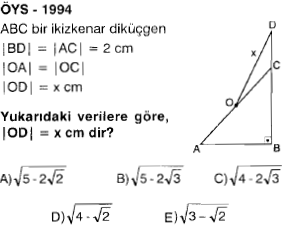 ÖYS - 1994
ABC bir ikizkenar diküçgen
|BD| = |AC| = 2 cm
|OA| = |OC|
|OD| = x cm
Yukarıdaki verilere göre,
|OD| = x cm dir?
D
x
C
O
A
B
A) √5 - 2√2 B) √5 - 2√3 C) √4 - 2√3
D) √4 - √2 E) √3 - √2